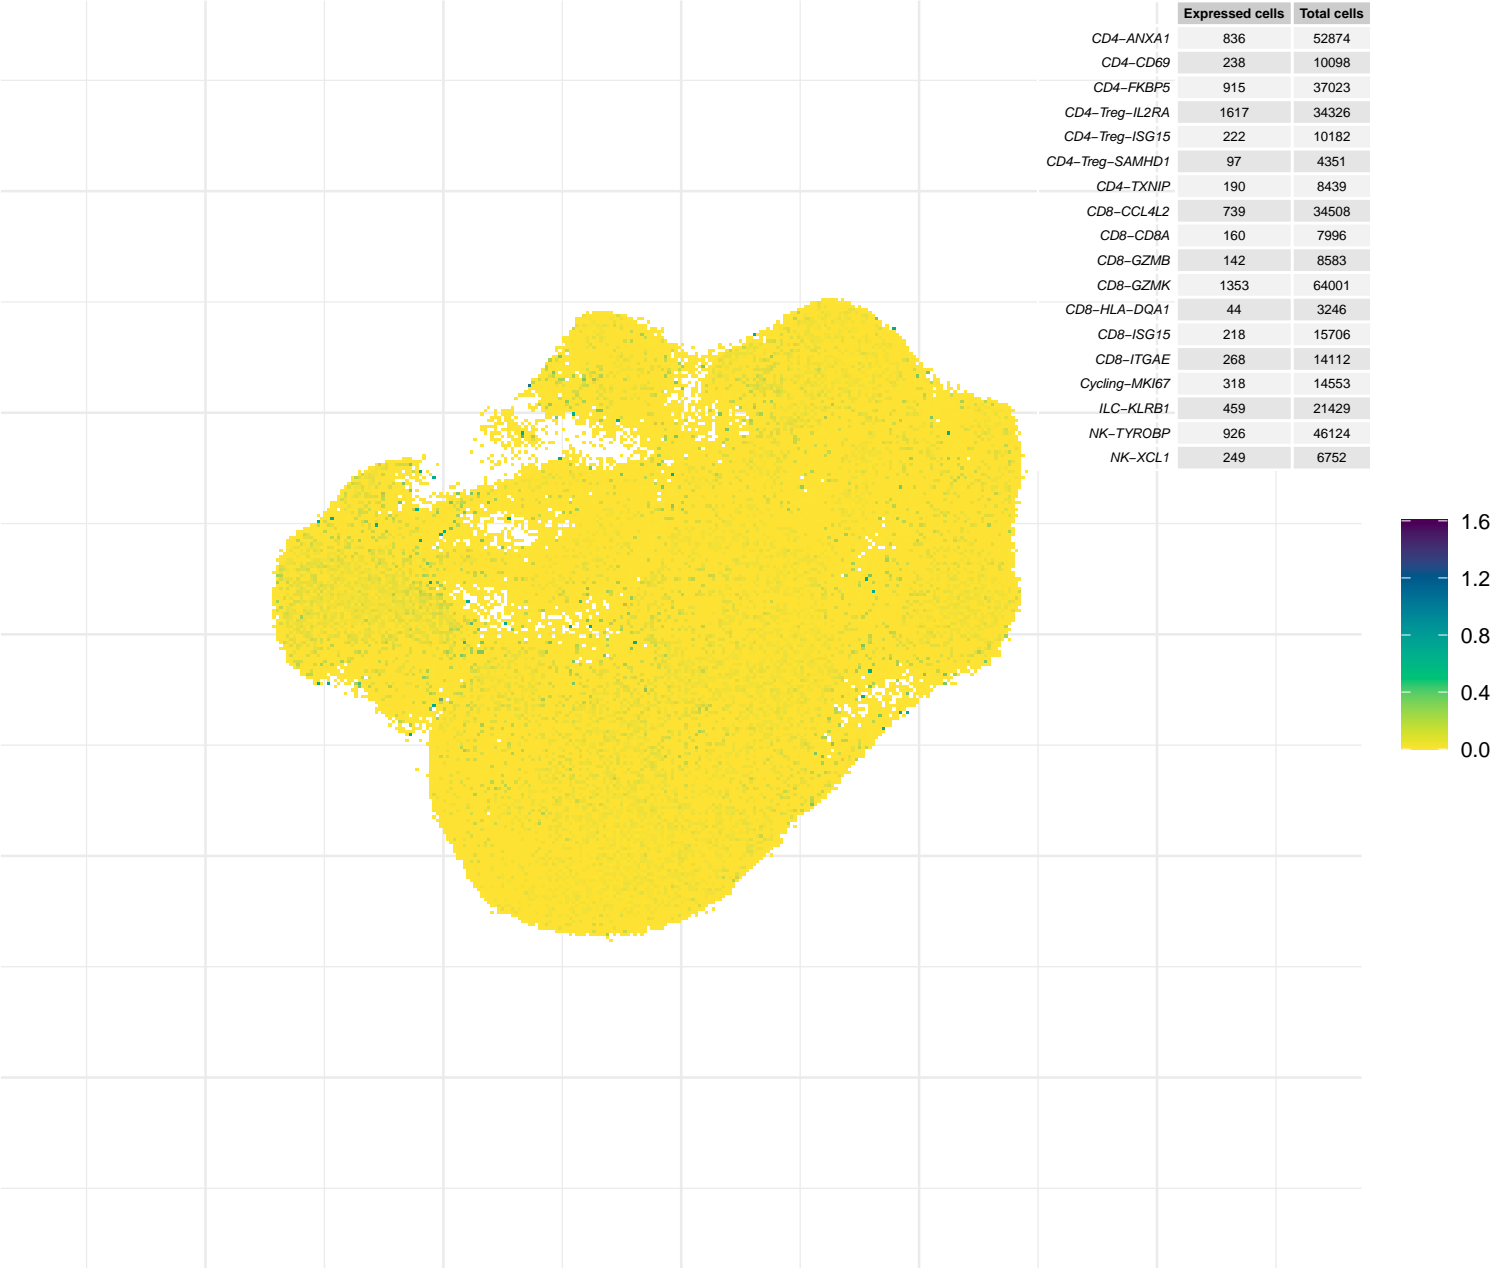 Expressed cells Total cells
CD4−ANXA1 836 52874
CD4−CD69 238 10098
CD4−FKBP5 915 37023
CD4−Treg−IL2RA 1617 34326
CD4−Treg−ISG15 222 10182
CD4−Treg−SAMHD1 97 4351
CD4−TXNIP 190 8439
CD8−CCL4L2 739 34508
CD8−CD8A 160 7996
CD8−GZMB 142 8583
CD8−GZMK 1353 64001
CD8−HLA−DQA1 44 3246
CD8−ISG15 218 15706
CD8−ITGAE 268 14112
Cycling−MKI67 318 14553
ILC−KLRB1 459 21429
NK−TYROBP 926 46124
NK−XCL1 249 6752
1.6
1.2
0.8
0.4
0.0